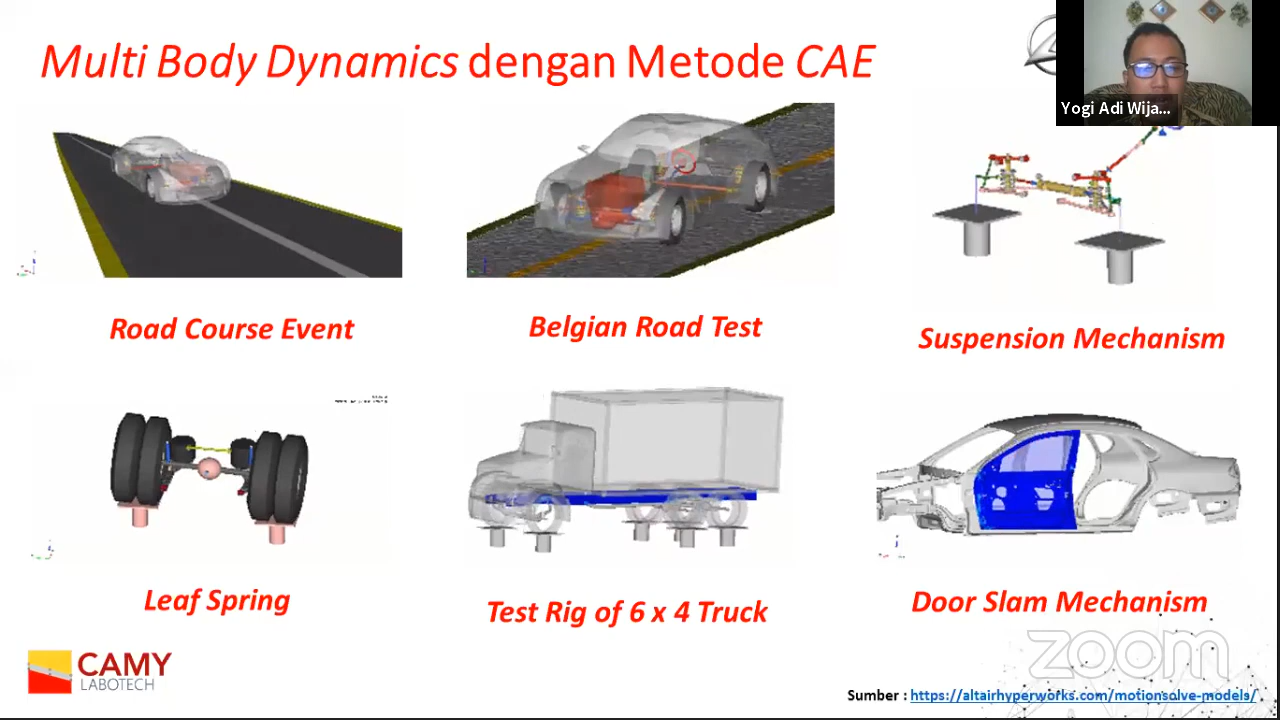 Multi Body Dynamics dengan Metode CAE
Yogi Adi Wija...
Road Course Event
Belgian Road Test
Suspension Mechanism
Leaf Spring
Test Rig of 6 x 4 Truck
Door Slam Mechanism
CAMY
LABOTECH
zoom
Sumber : https://altairhyperworks.com/motionsolve-models/